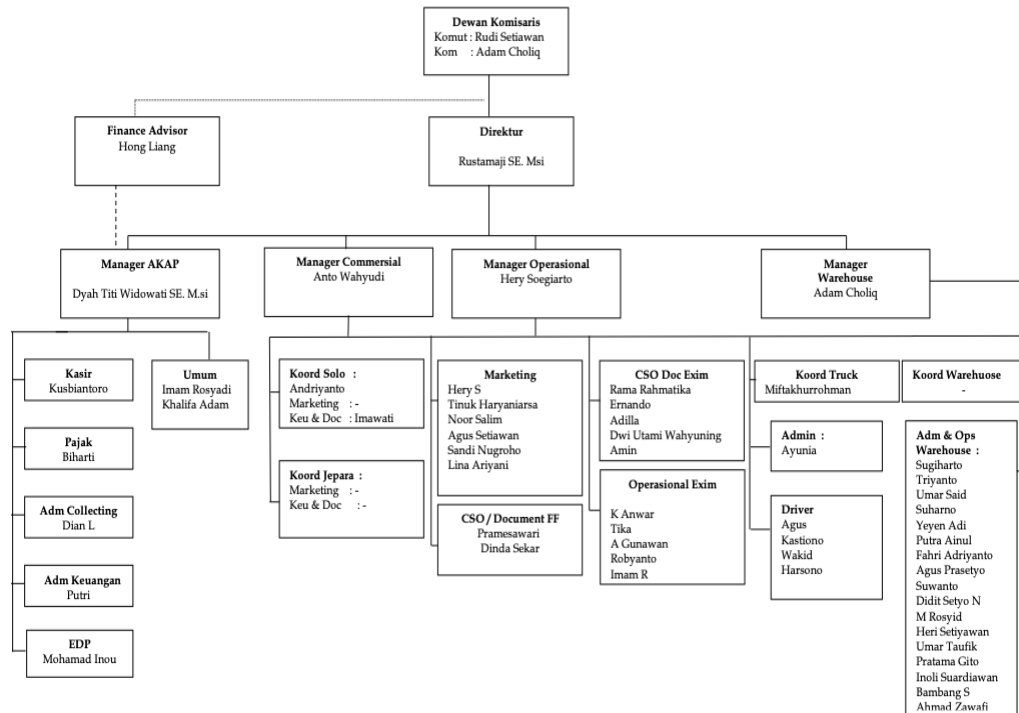 Dewan Komisaris
Komut : Rudi Setiawan
Kom : Adam Choliq
Finance Advisor
Hong Liang
Direktur
Rustamaji SE. Msi
Manager AKAP
Dyah Titi Widowati SE. M.si
Manager Commersial
Anto Wahyudi
Manager Operasional
Hery Soegiarto
Manager
Warehouse
Adam Choliq
Kasir
Kusbiantoro
Pajak
Biharti
Adm Collecting
Dian L
Adm Keuangan
Putri
EDP
Mohamad Inou
Umum
Imam Rosyadi
Khalifa Adam
Koord Solo :
Andriyanto
Marketing : -
Keu & Doc : Imawati
Koord Jepara :
Marketing : -
Keu & Doc : -
Marketing
Hery S
Tinuk Haryaniarsa
Noor Salim
Agus Setiawan
Sandi Nugroho
Lina Ariyani
CSO / Document FF
Pramesawari
Dinda Sekar
CSO Doc Exim
Rama Rahmatika
Ernando
Adilla
Dwi Utami Wahyuning
Amin
Operasional Exim
K Anwar
Tika
A Gunawan
Robyanto
Imam R
Koord Truck
Miftakhurrohman
Admin :
Ayunia
Driver
Agus
Kastiono
Wakid
Harsono
Koord Warehuose
-
Adm & Ops
Warehouse :
Sugiharto
Triyanto
Umar Said
Suharno
Yeyen Adi
Putra Ainul
Fahri Adriyanto
Agus Prasetyo
Suwanto
Didit Setyo N
M Rosyid
Heri Setiyawan
Umar Taufik
Pratama Gito
Inoli Suardiawan
Bambang S
Ahmad Zawafi